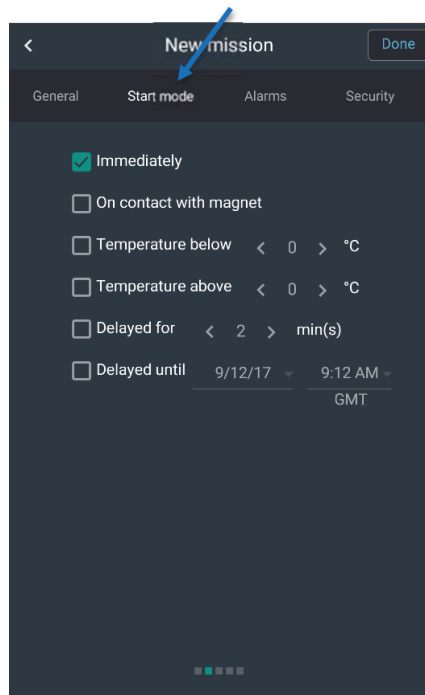 New mission Done
General Start mode Alarms Security
Immediately
On contact with magnet
Temperature below 0 °C
Temperature above 0 °C
Delayed for 2 min(s)
Delayed until 9/12/17 9:12 AM
GMT